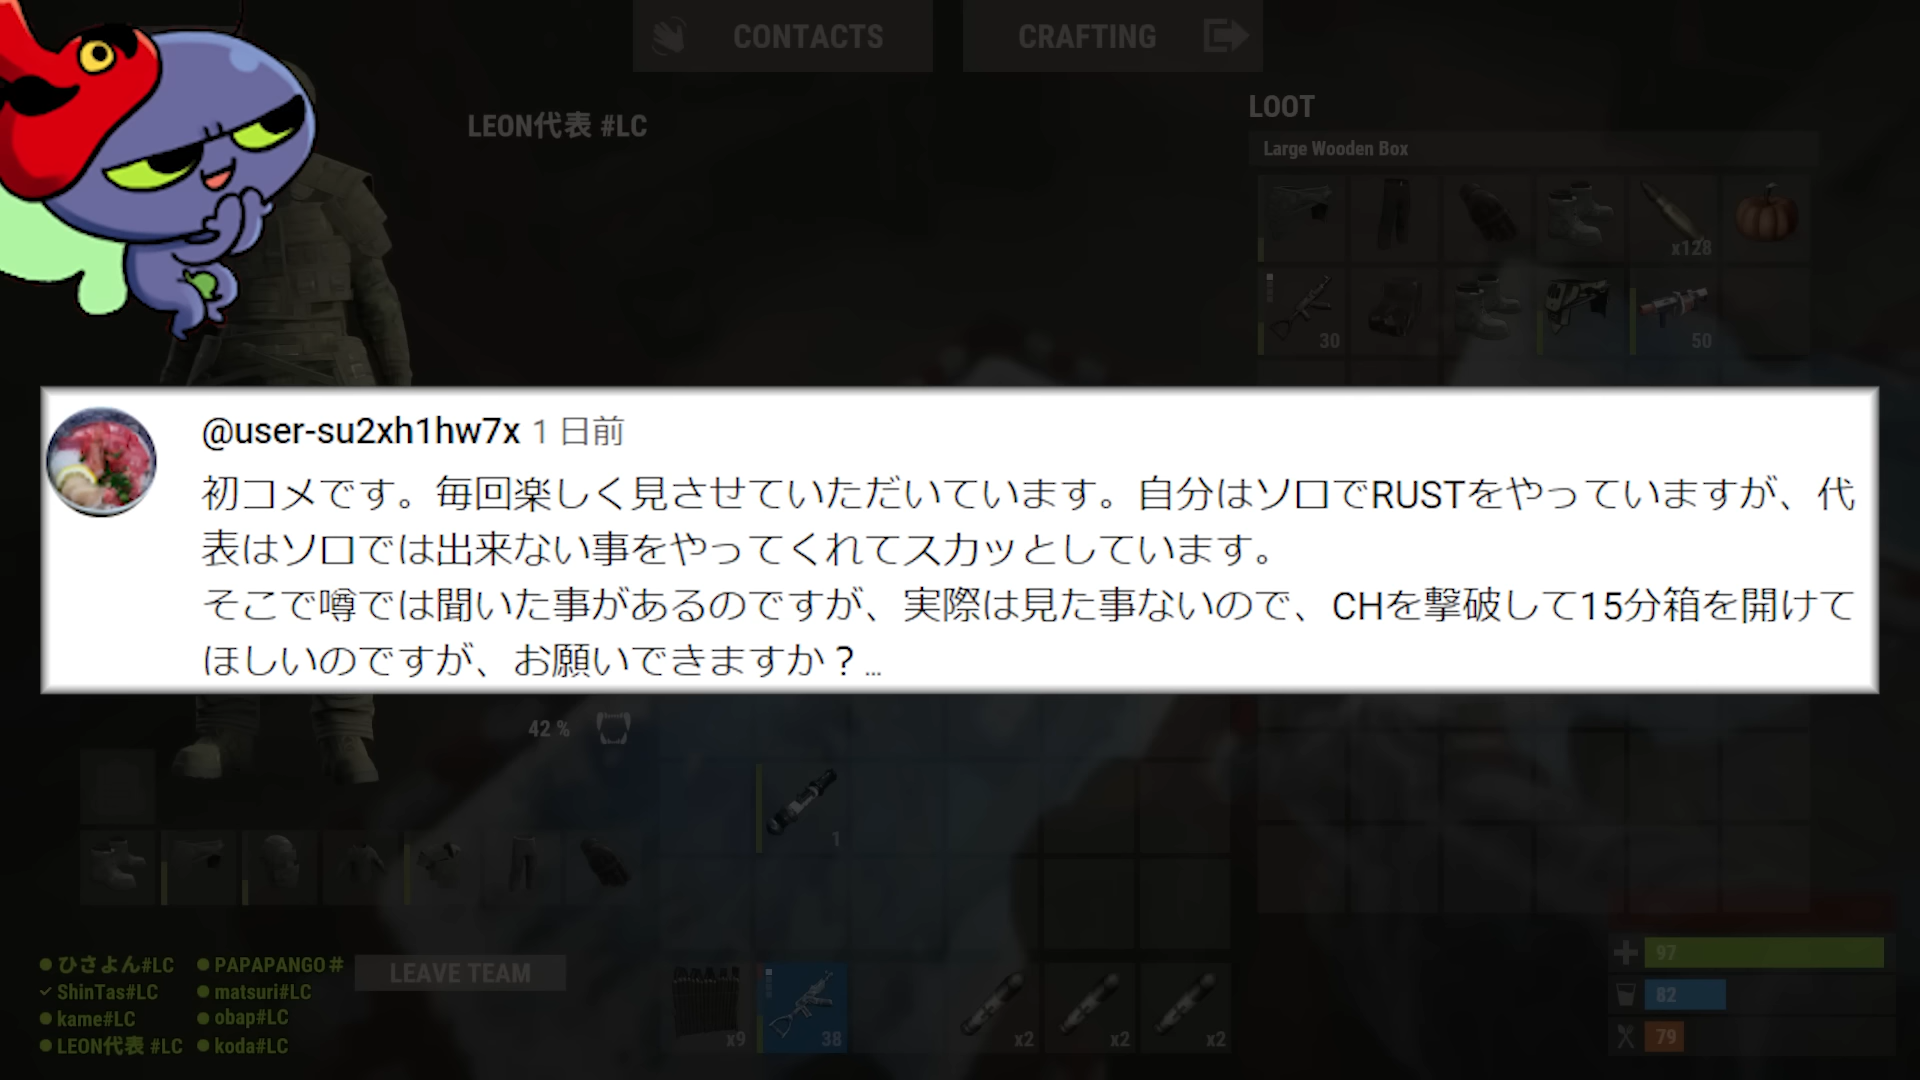 CONTACTS
CRAFTING
LEON代表 #LC
LOOT
Large Wooden Box
x128
30
50
@user-su2xh1hw7x 1 日前
初コメです。毎回楽しく見させていただいています。自分はソロでRUSTをやっていますが、代
表はソロでは出来ない事をやってくれてスカッとしています。
そこで噂では聞いた事があるのですが、実際は見た事ないので、CHを撃破して15分箱を開けて
ほしいのですが、お願いできますか？...
42 %
1
ひさよん#LC
PAPAPANGO#
LEAVE TEAM
ShinTas#LC
matsuri#LC
kame#LC
obap#LC
LEON代表 #LC
koda#LC
x9
38
x2
x2
x2
97
82
79